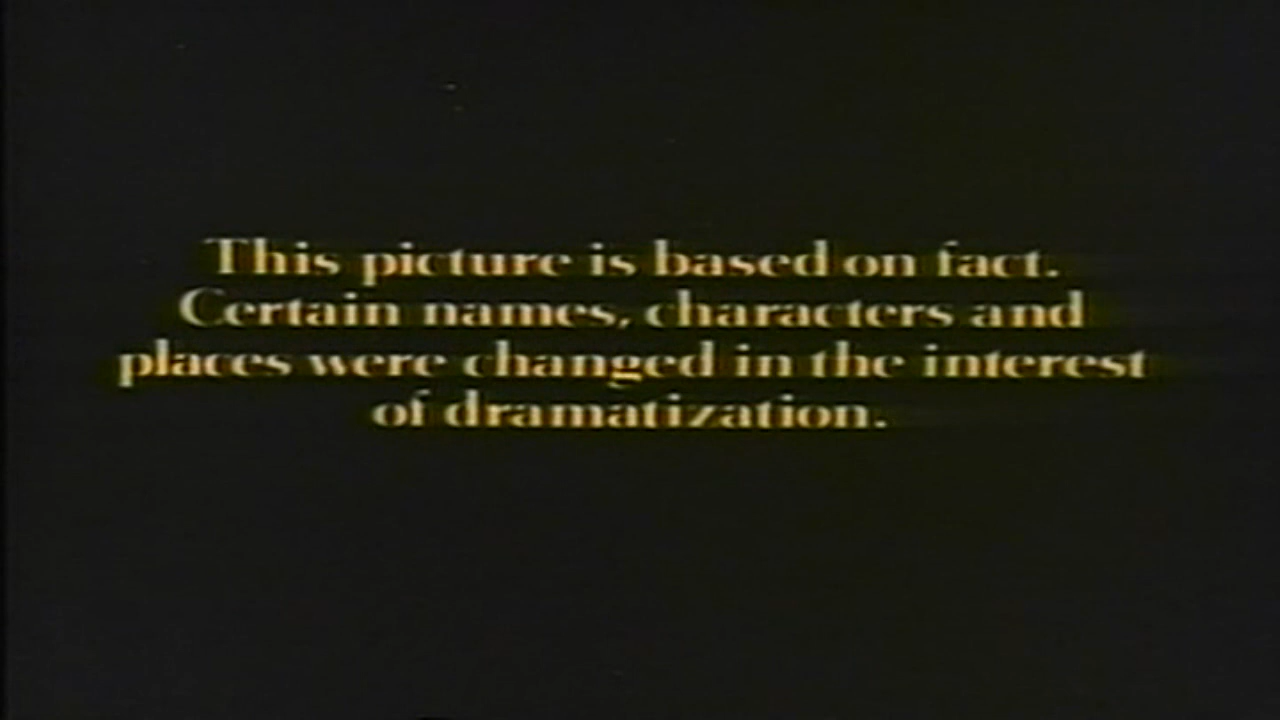 This picture is based on fact.
Certain names, characters and
places were changed in the interest
of dramatization.